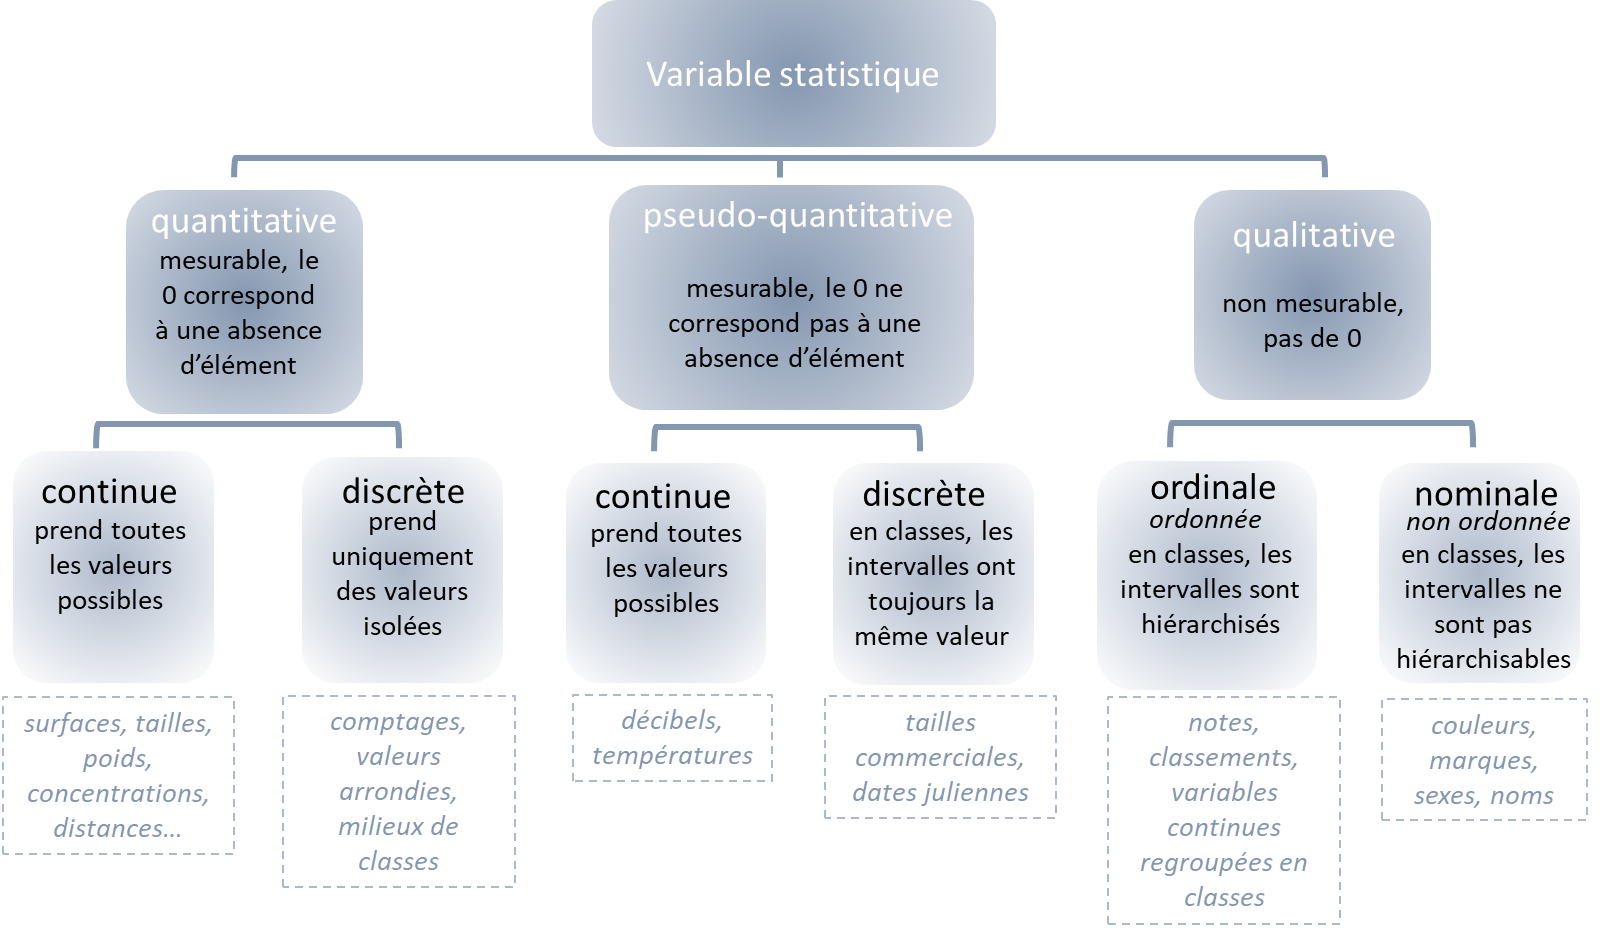 Variable statistique
quantitative
mesurable, le
0 correspond
à une absence
d’élément
pseudo-quantitative
mesurable, le 0 ne
correspond pas à une
absence d’élément
qualitative
non mesurable,
pas de 0
continue
prend toutes
les valeurs
possibles
discrète
prend
uniquement
des valeurs
isolées
continue
prend toutes
les valeurs
possibles
discrète
en classes, les
intervalles ont
toujours la
même valeur
ordinale
ordonnée
en classes, les
intervalles sont
hiérarchisés
nominale
non ordonnée
en classes, les
intervalles ne
sont pas
hiérarchisables
surfaces, tailles,
poids,
concentrations,
distances...
comptages,
valeurs
arrondies,
milieux de
classes
décibels,
températures
tailles
commerciales,
dates juliennes
notes,
classements,
variables
continues
regroupées en
classes
couleurs,
marques,
sexes, noms